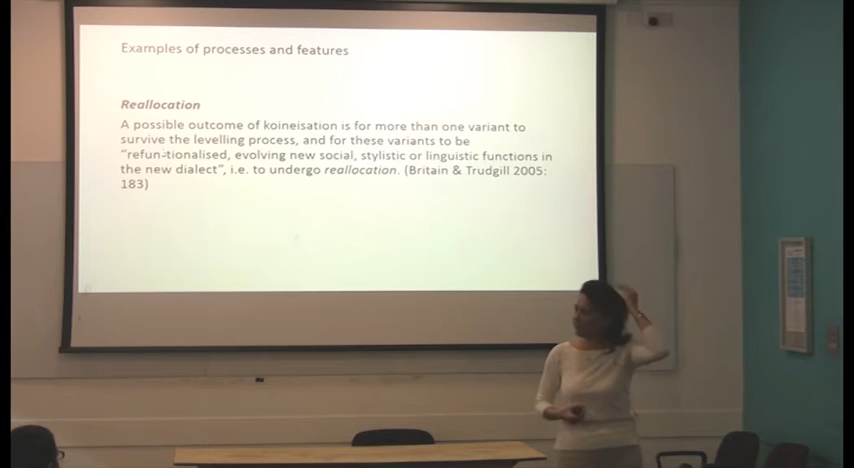 Examples of processes and features
Reallocation
A possible outcome of koineisation is for more than one variant to
survive the levelling process, and for these variants to be
"refunctionalised, evolving new social, stylistic or linguistic functions in
the new dialect", i.e. to undergo reallocation. (Britain & Trudgill 2005:
183)